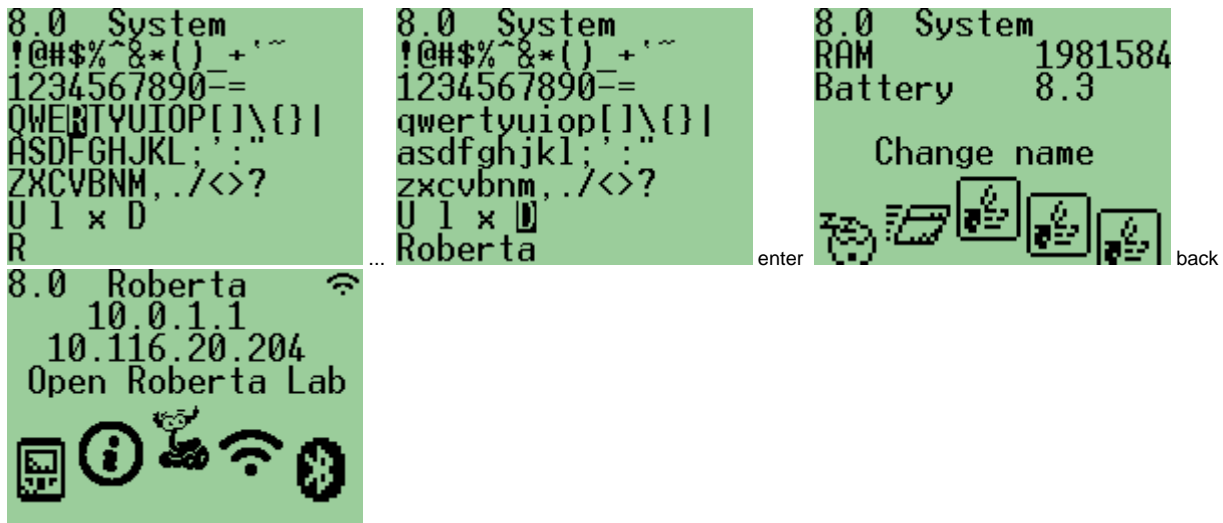 8.0 System
!@#$%^&*()_+'~
1234567890-=
QWERTYUIOP[]\{}|
ASDFGHJKL;':"
ZXCVBNM,./<>?
U l x D
R
...
8.0 System
!@#$%^&*()_+'~
1234567890-=
qwertyuiop[]\{}|
asdfghjkl;':"
zxcvbnm,./<>?
U l x D
Roberta
enter
8.0 System
RAM 1981584
Battery 8.3
Change name
back
8.0 Roberta
10.0.1.1
10.116.20.204
Open Roberta Lab